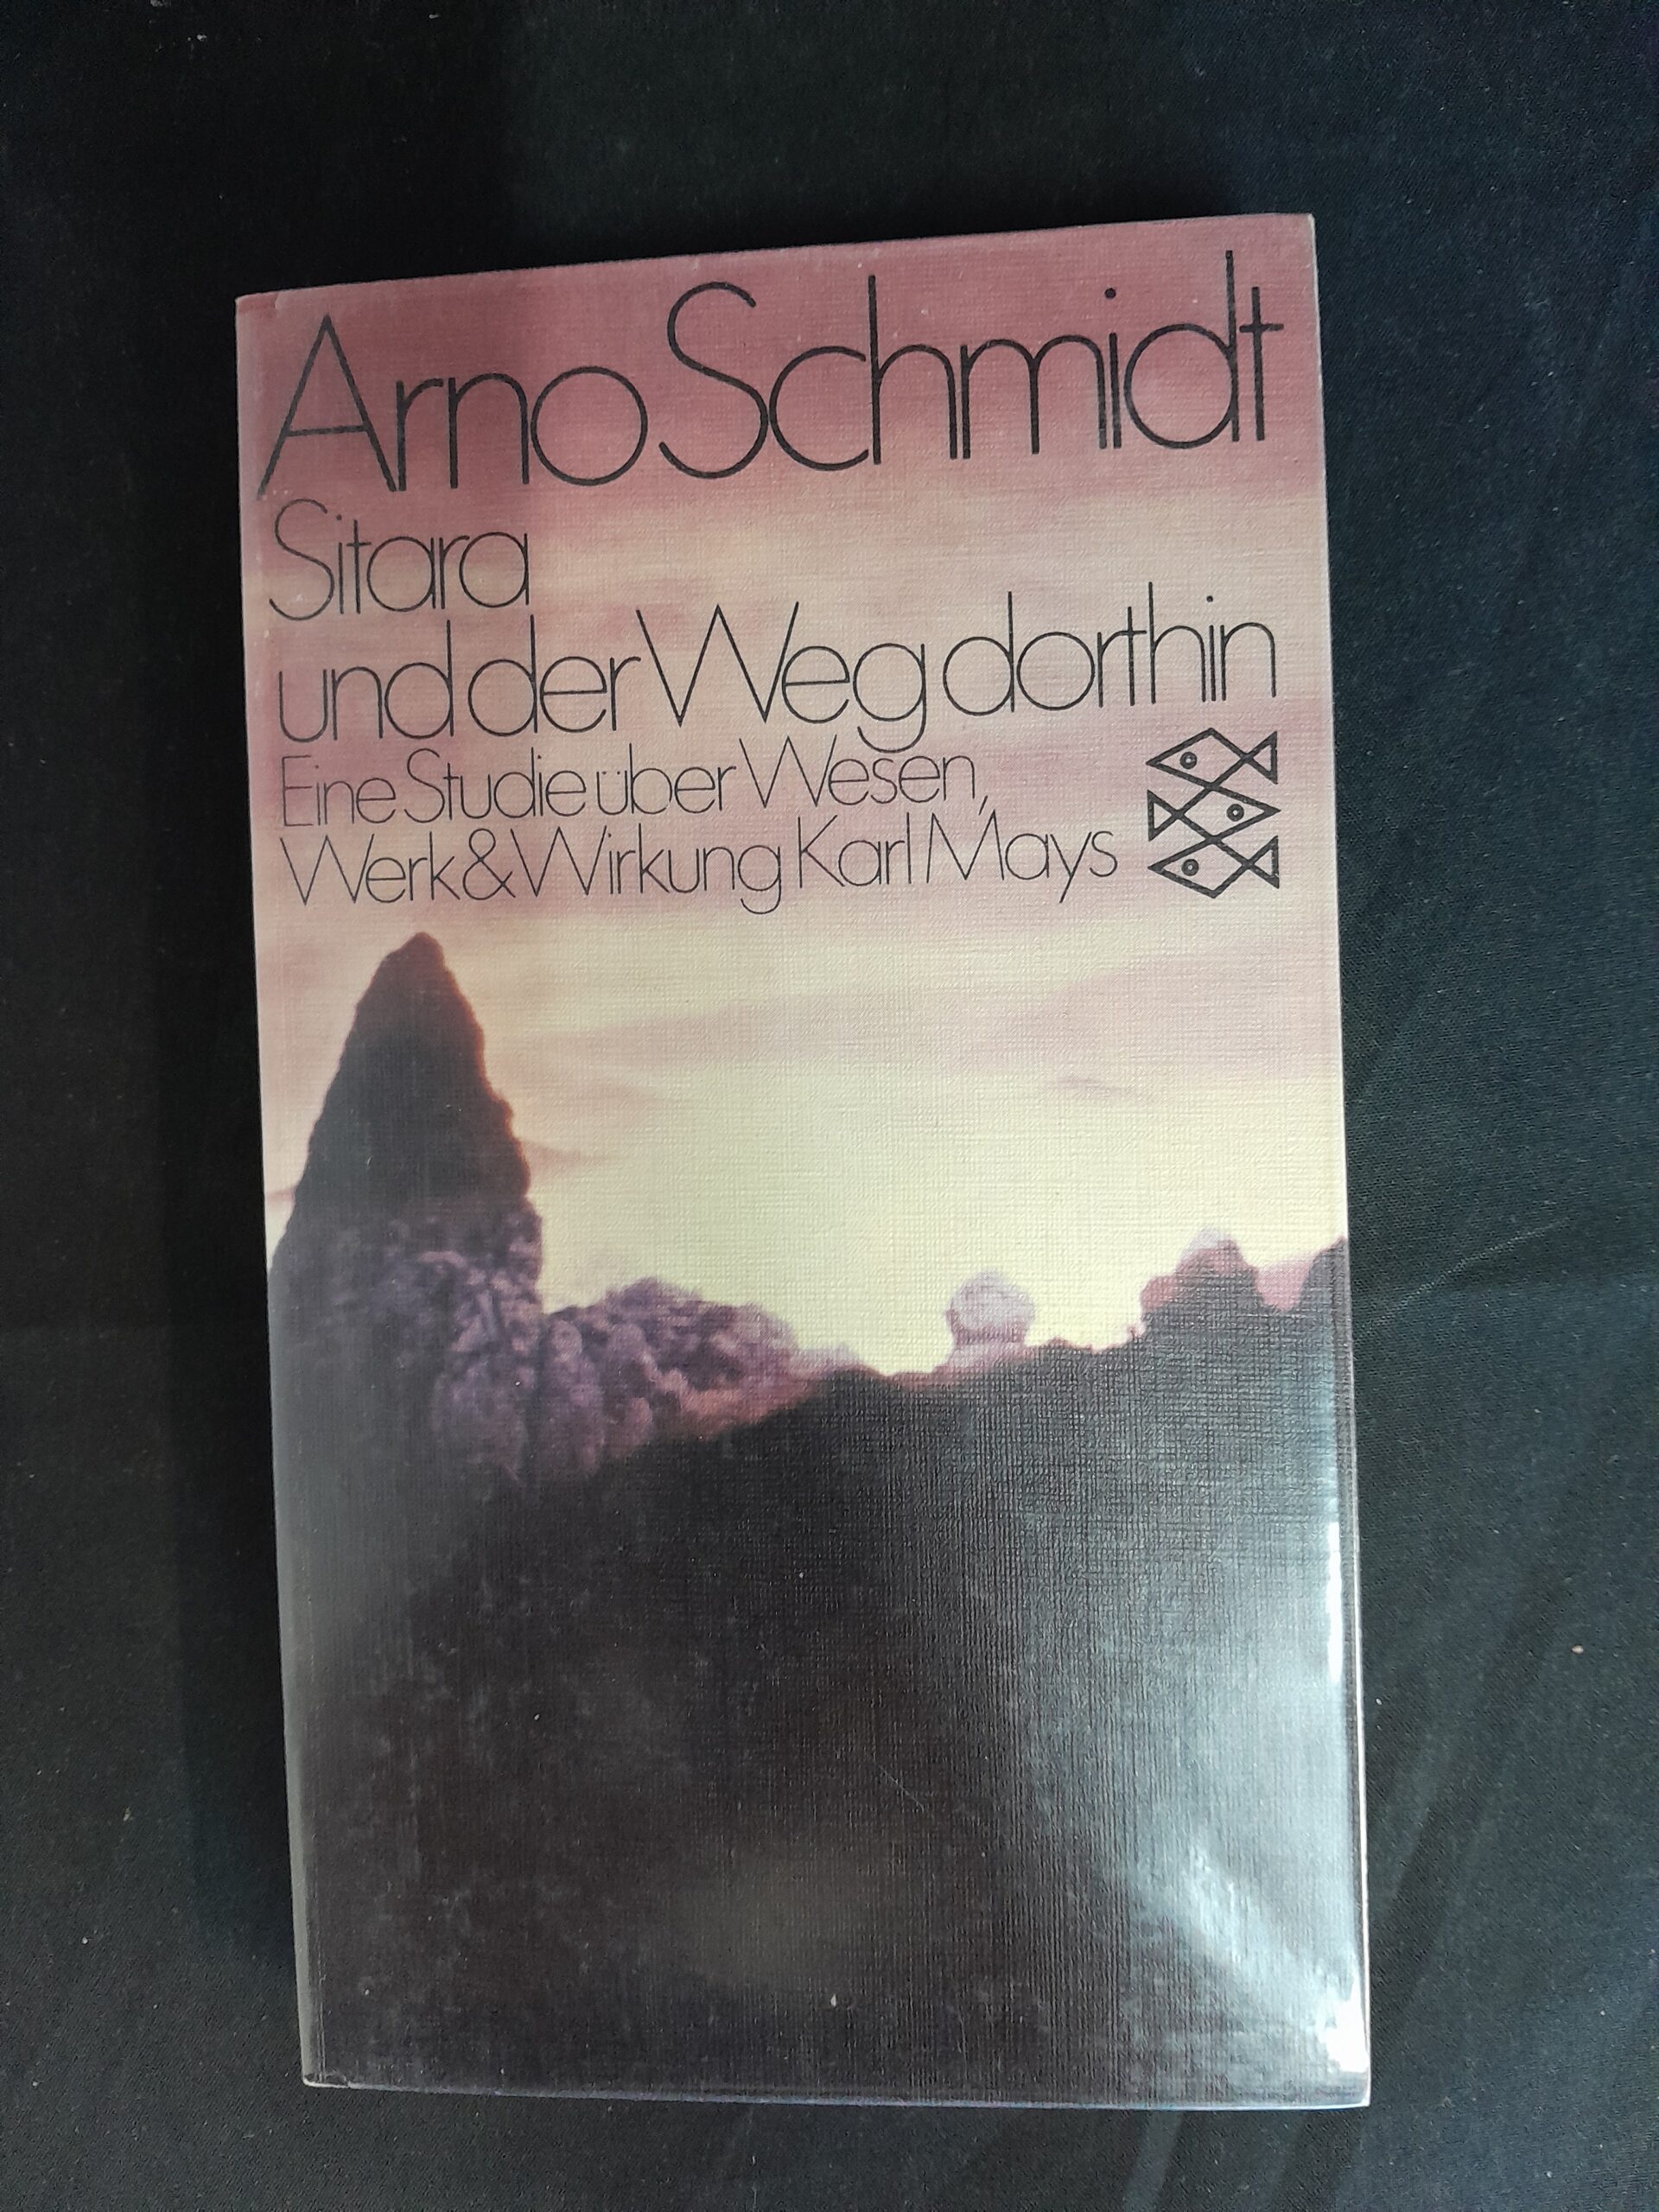 Arno Schmidt
Sitara
und der Weg dorthin
Eine Studie über Wesen,
Werk & Wirkung Karl Mays